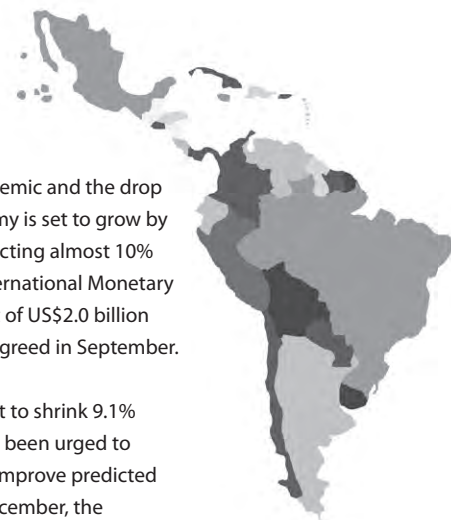 emic and the drop
my is set to grow by
cting almost 10%
ernational Monetary
of US$2.0 billion
greed in September.
t to shrink 9.1%
been urged to
mprove predicted
cember, the